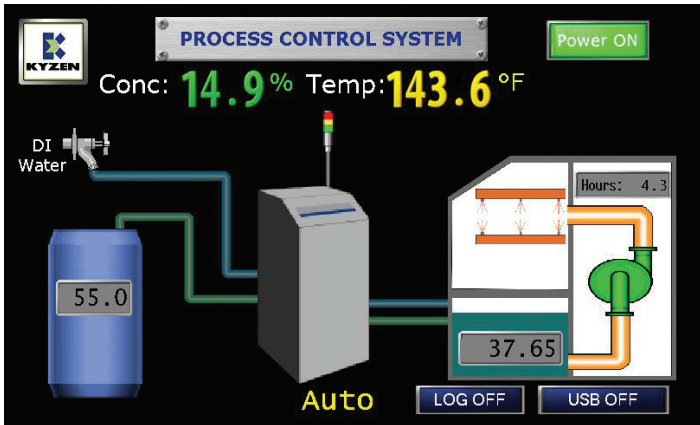 KYZEN
PROCESS CONTROL SYSTEM
Power ON
Conc: 14.9% Temp:143.6°F
DI
Water
Hours: 4.3
55.0
37.65
Auto
LOG OFF
USB OFF